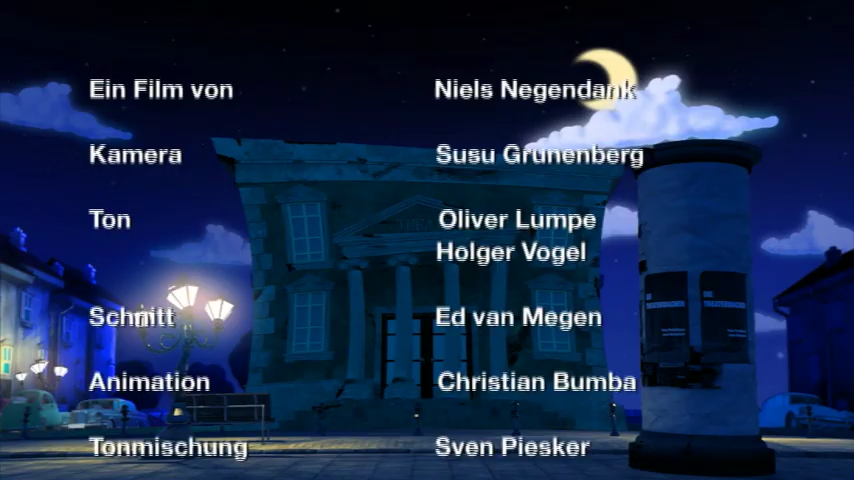 Ein Film von Niels Negendank
Kamera Susu Grunenberg
Ton Oliver Lumpe
Holger Vogel
Schnitt Ed van Megen
Animation Christian Bumba
Tonmischung Sven Piesker